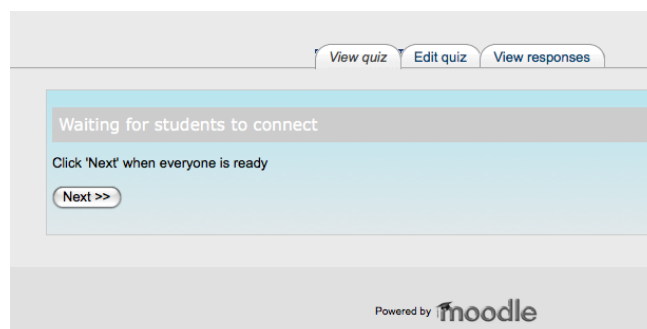 View quiz Edit quiz View responses
Waiting for students to connect
Click 'Next' when everyone is ready
Next >>
Powered by moodle